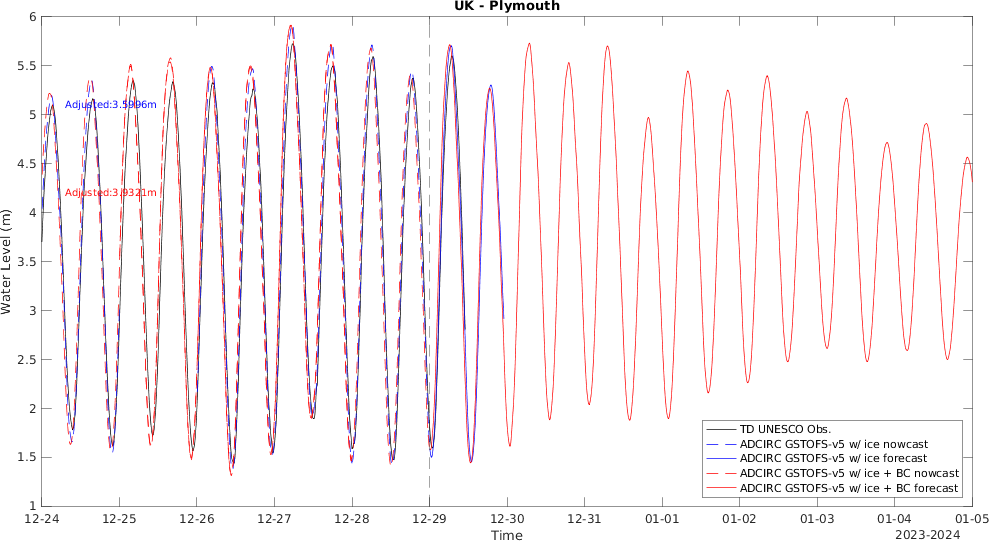 UK - Plymouth
6
5.5
5
4.5
4
3.5
3
2.5
2
1.5
1
Water Level (m)
Adjusted:3.5996m
Adjusted:3.9321m
TD UNESCO Obs.
ADCIRC GSTOFS-v5 w/ ice nowcast
ADCIRC GSTOFS-v5 w/ ice forecast
ADCIRC GSTOFS-v5 w/ ice + BC nowcast
ADCIRC GSTOFS-v5 w/ ice + BC forecast
12-24 12-25 12-26 12-27 12-28 12-29 12-30 12-31 01-01 01-02 01-03 01-04 01-05
Time
2023-2024